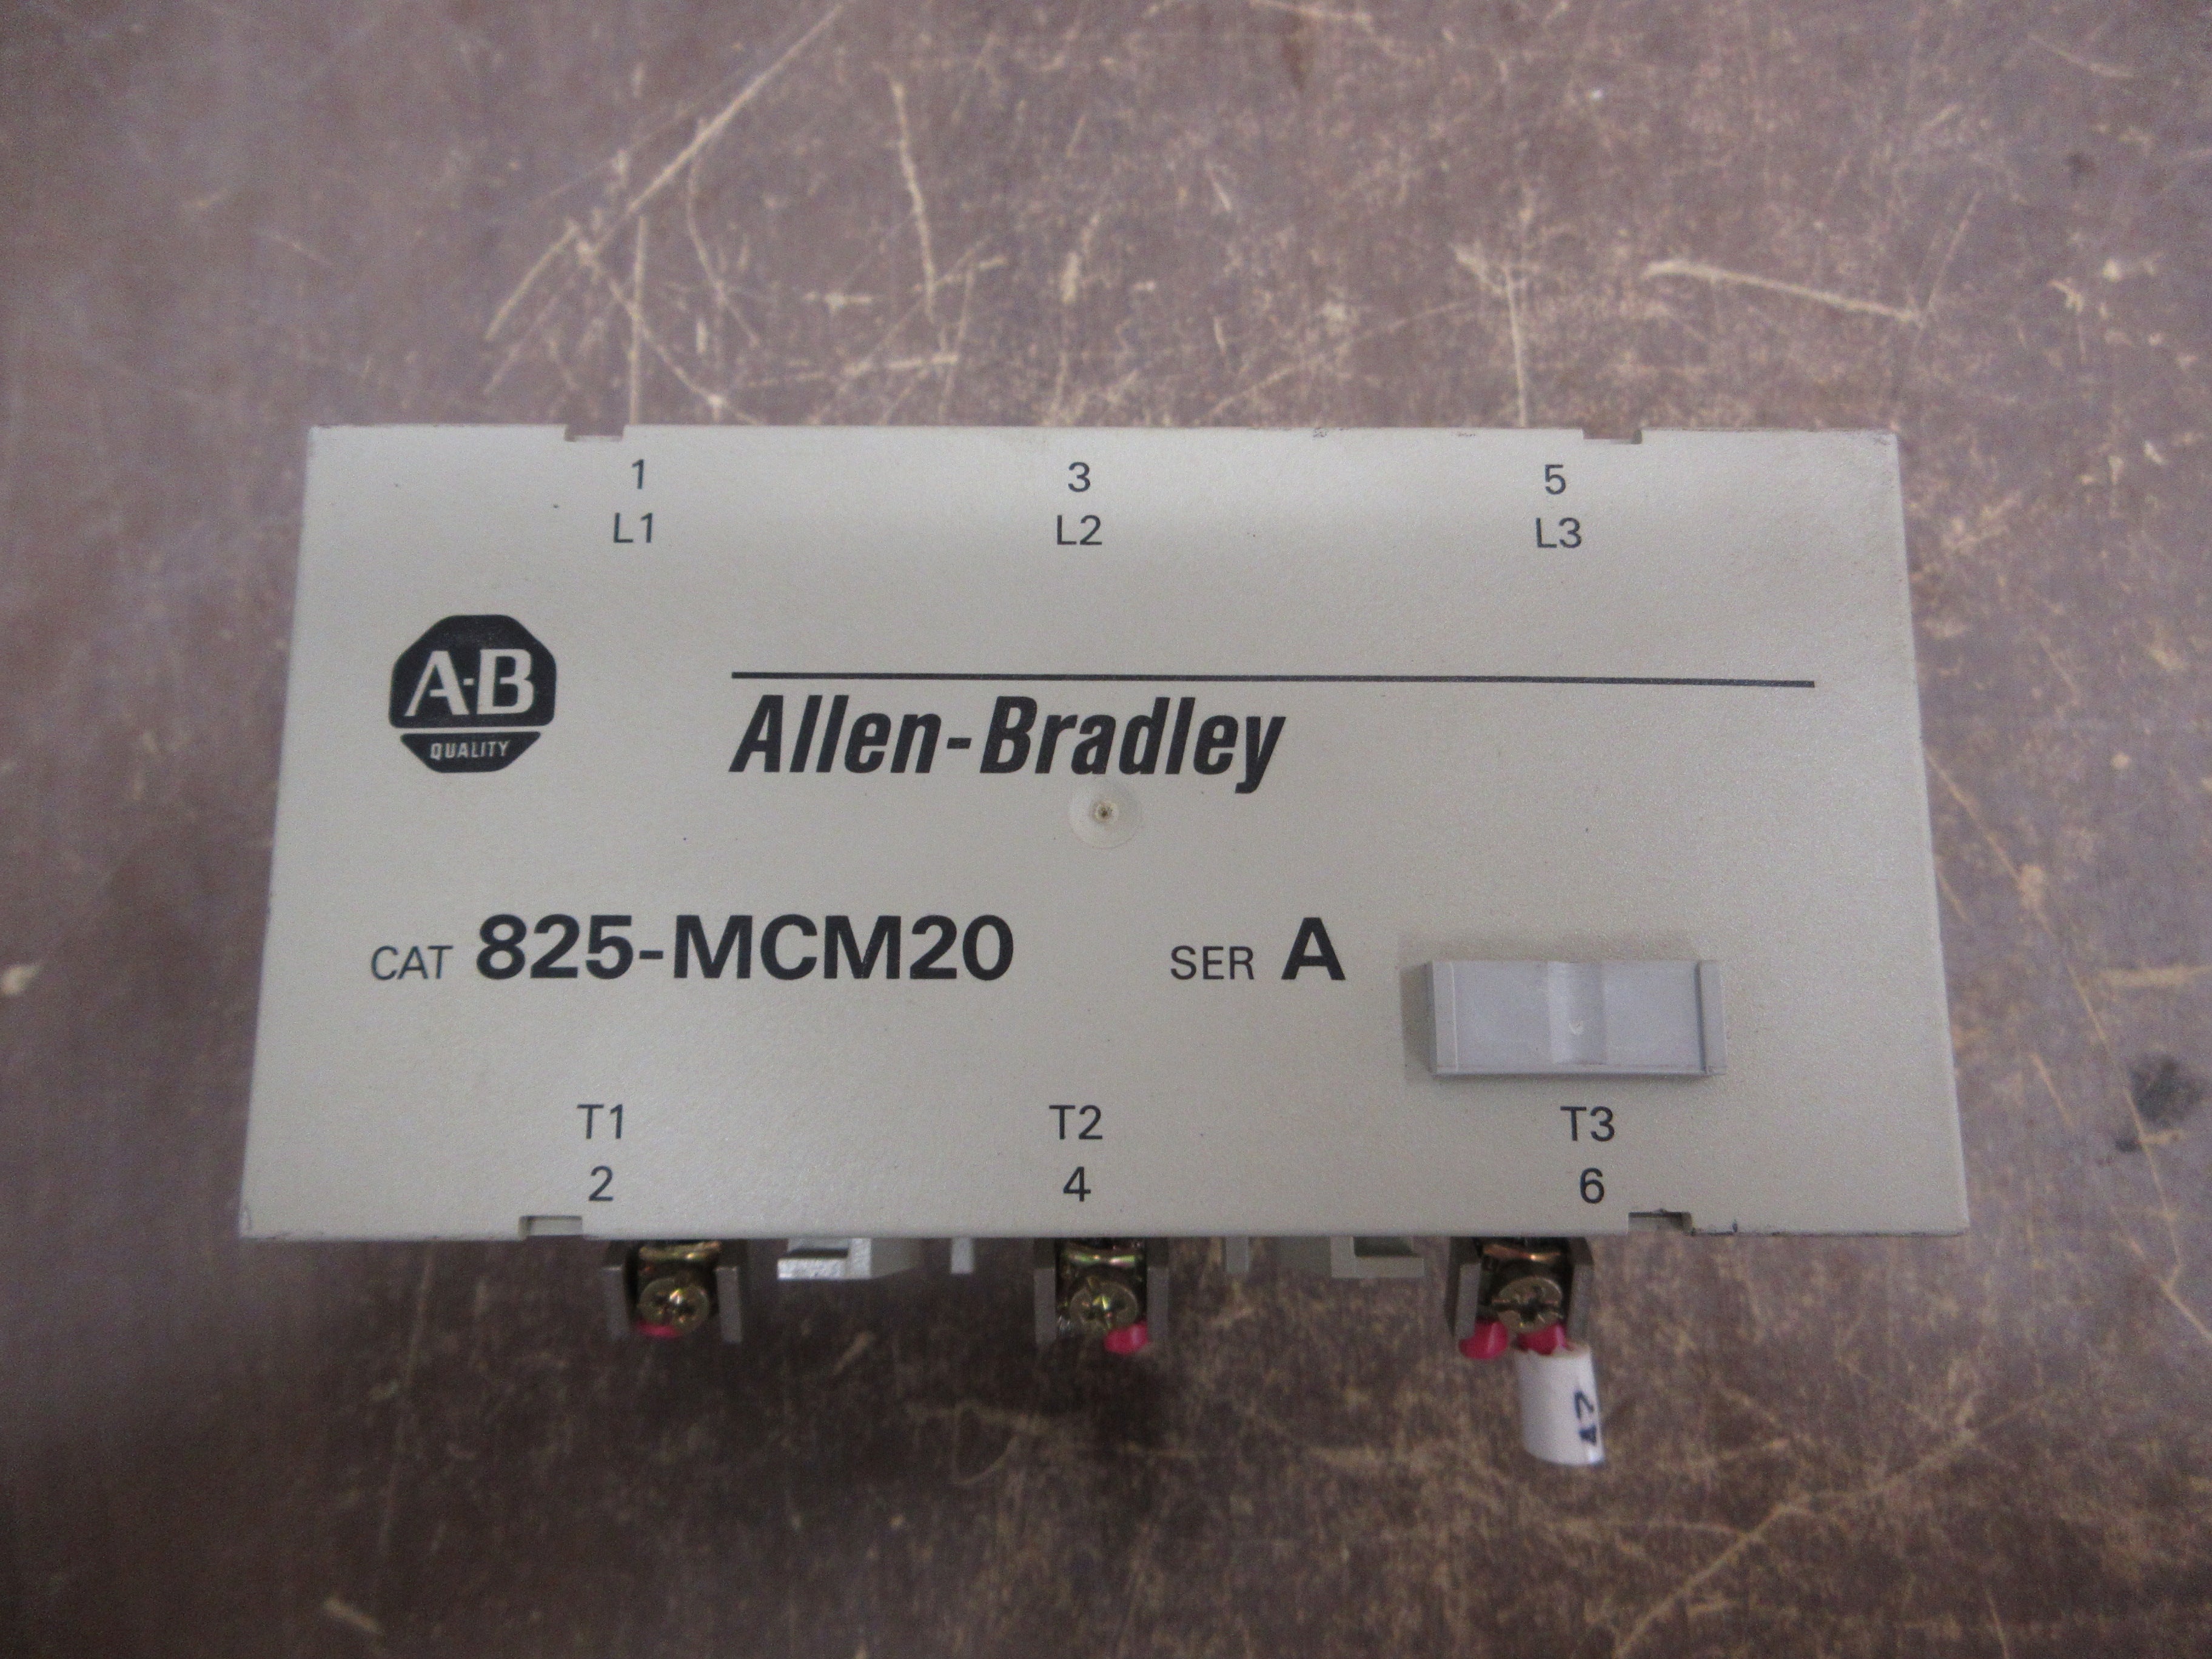 1 3 5
L1 L2 L3
A-B
QUALITY
Allen-Bradley
CAT 825-MCM20 SER A
T1 T2 T3
2 4 6